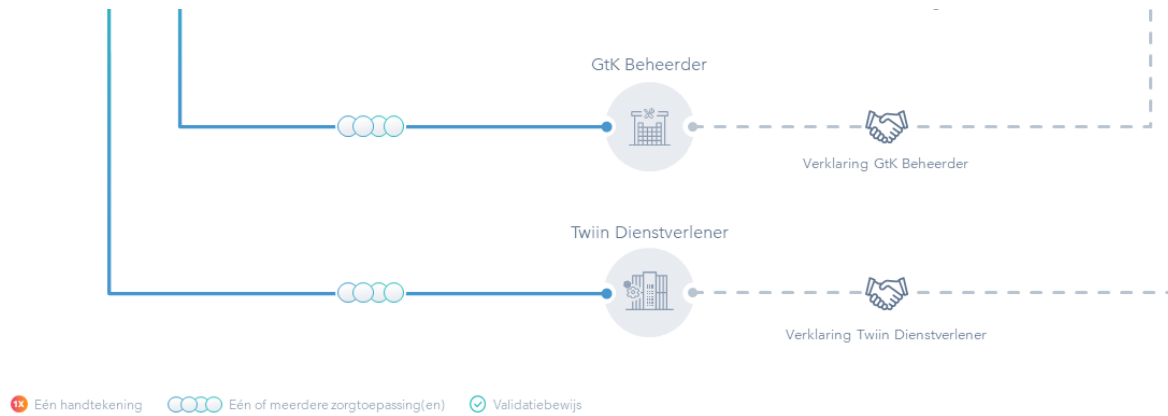 GtK Beheerder
Verklaring GtK Beheerder
Twiin Dienstverlener
Verklaring Twiin Dienstverlener
1X Eén handtekening Eén of meerdere zorgtoepassing(en) Validatiebewijs